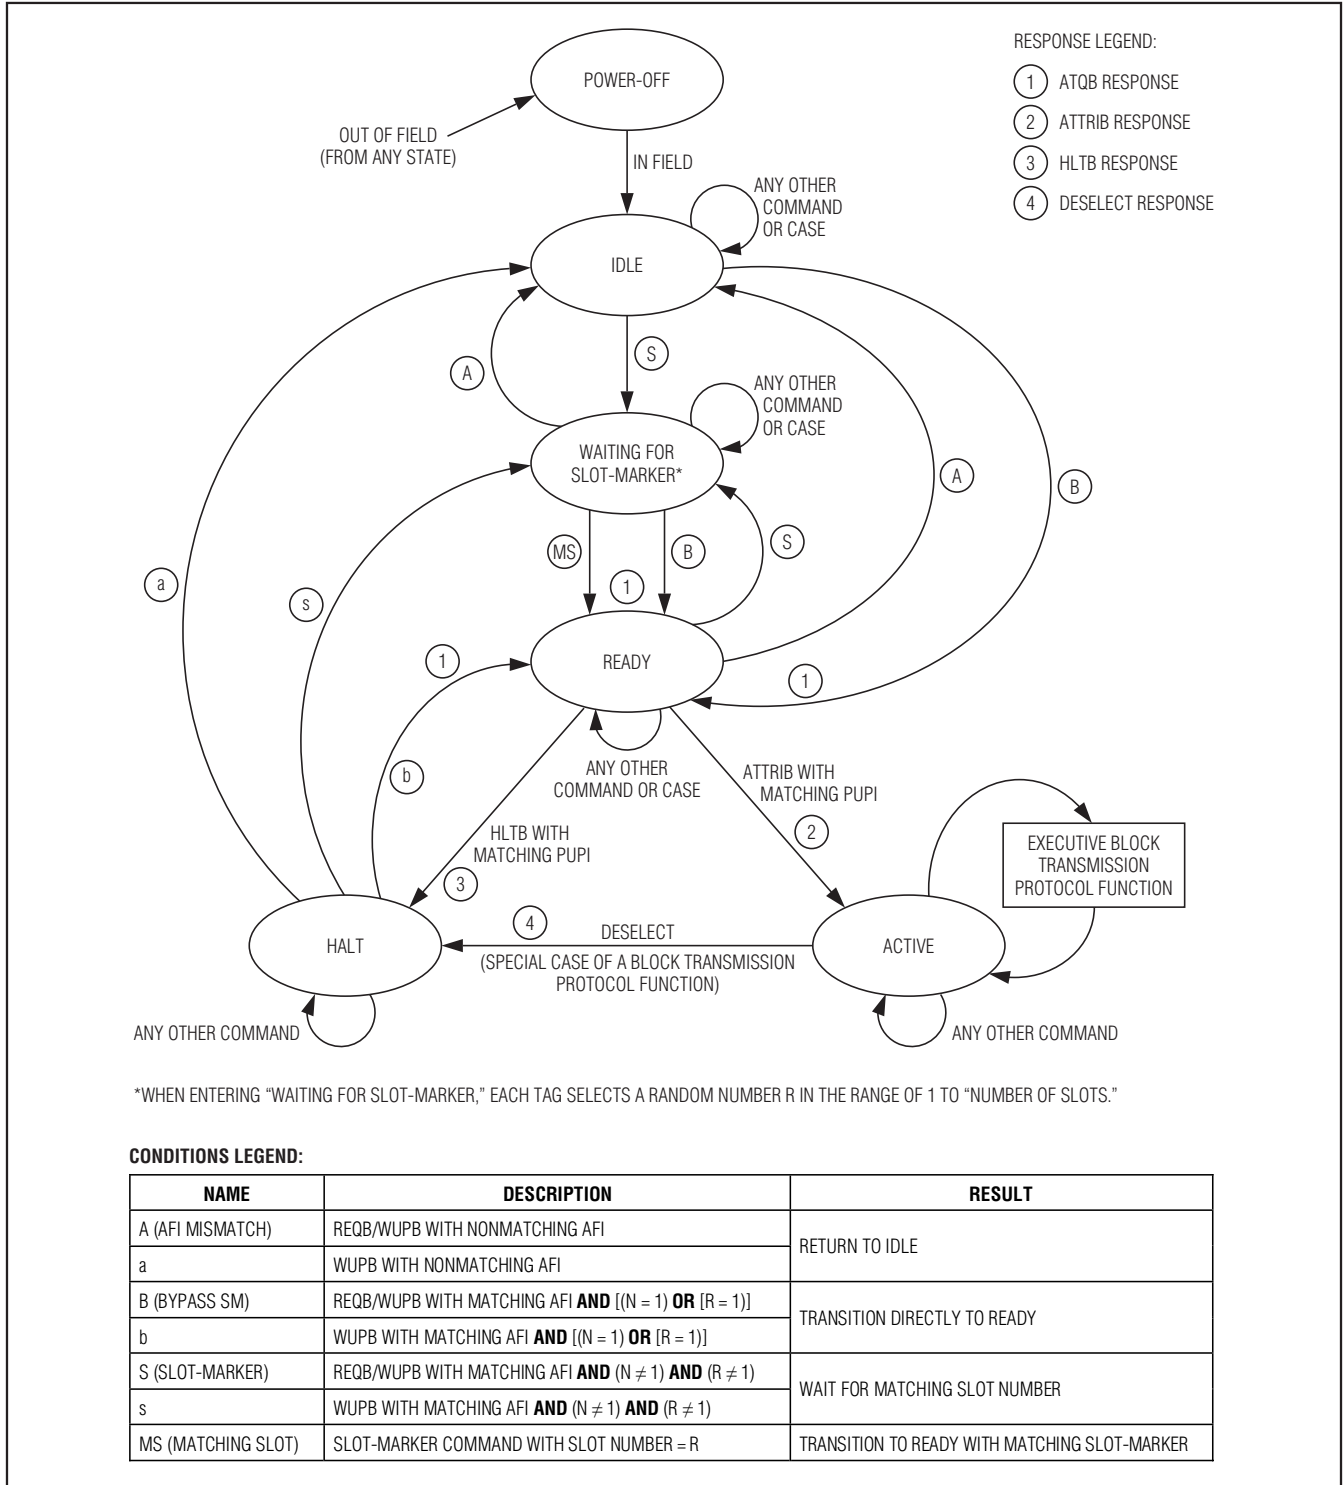 RESPONSE LEGEND:
1 ATQB RESPONSE
2 ATTRIB RESPONSE
3 HLTB RESPONSE
4 DESELECT RESPONSE
POWER-OFF
OUT OF FIELD
(FROM ANY STATE)
IN FIELD
ANY OTHER
COMMAND
OR CASE
IDLE
S
A
ANY OTHER
COMMAND
OR CASE
WAITING FOR
SLOT-MARKER*
A
B
MS
B
S
a
s
1
READY
1
1
b
ANY OTHER
COMMAND OR CASE
ATTRIB WITH
MATCHING PUPI
2
HLTB WITH
MATCHING PUPI
3
EXECUTIVE BLOCK
TRANSMISSION
PROTOCOL FUNCTION
4
DESELECT
(SPECIAL CASE OF A BLOCK TRANSMISSION
PROTOCOL FUNCTION)
HALT
ACTIVE
ANY OTHER COMMAND
ANY OTHER COMMAND
*WHEN ENTERING “WAITING FOR SLOT-MARKER,” EACH TAG SELECTS A RANDOM NUMBER R IN THE RANGE OF 1 TO “NUMBER OF SLOTS.”
CONDITIONS LEGEND:
NAME DESCRIPTION RESULT
A (AFI MISMATCH) REQB/WUPB WITH NONMATCHING AFI
RETURN TO IDLE
a WUPB WITH NONMATCHING AFI
B (BYPASS SM) REQB/WUPB WITH MATCHING AFI AND [(N = 1) OR [R = 1)]
TRANSITION DIRECTLY TO READY
b WUPB WITH MATCHING AFI AND [(N = 1) OR [R = 1)]
S (SLOT-MARKER) REQB/WUPB WITH MATCHING AFI AND (N ≠ 1) AND (R ≠ 1)
WAIT FOR MATCHING SLOT NUMBER
s WUPB WITH MATCHING AFI AND (N ≠ 1) AND (R ≠ 1)
MS (MATCHING SLOT) SLOT-MARKER COMMAND WITH SLOT NUMBER = R TRANSITION TO READY WITH MATCHING SLOT-MARKER